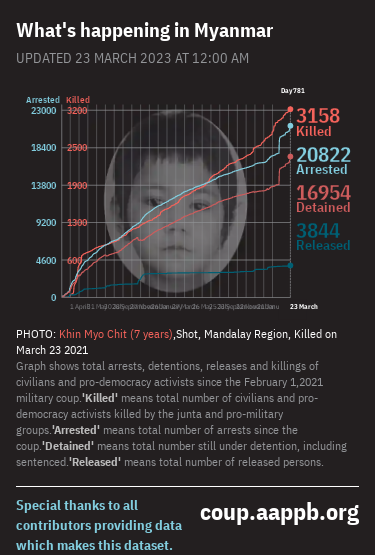 What's happening in Myanmar
UPDATED 23 MARCH 2023 AT 12:00 AM
Day781
Arrested Killed
23000 3200
18400 2500
13800 1900
9200 1300
4600 600
0
3158
Killed
20822
Arrested
16954
Detained
3844
Released
23 March
PHOTO: Khin Myo Chit (7 years),Shot, Mandalay Region, Killed on
March 23 2021
Graph shows total arrests, detentions, releases and killings of
civilians and pro-democracy activists since the February 1,2021
military coup.'Killed' means total number of civilians and pro-
democracy activists killed by the junta and pro-military
groups.'Arrested' means total number of arrests since the
coup.'Detained' means total number still under detention, including
sentenced.'Released' means total number of released persons.
Special thanks to all
contributors providing data
which makes this dataset.
coup.aappb.org